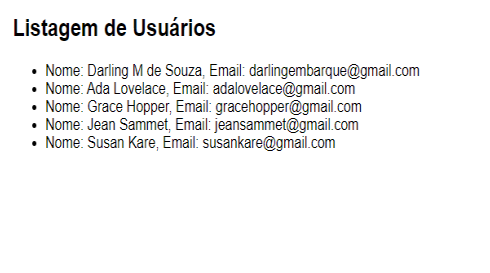 Listagem de Usuários
• Nome: Darling M de Souza, Email: darlingembarque@gmail.com
• Nome: Ada Lovelace, Email: adalovelace@gmail.com
• Nome: Grace Hopper, Email: gracehopper@gmail.com
• Nome: Jean Sammet, Email: jeansammet@gmail.com
• Nome: Susan Kare, Email: susankare@gmail.com